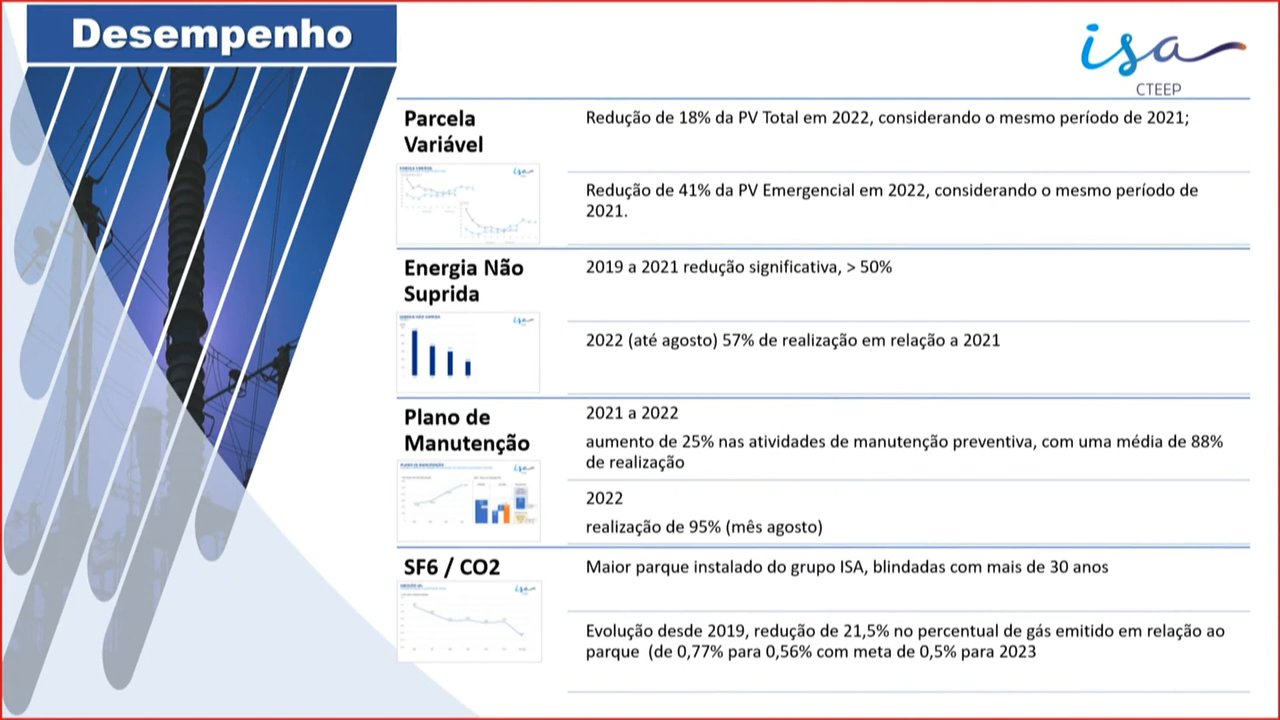 Desempenho
isa
CTEEP
Parcela
Variável
Redução de 18% da PV Total em 2022, considerando o mesmo período de 2021;
Redução de 41% da PV Emergencial em 2022, considerando o mesmo período de
2021.
Energia Não
Suprida
2019 a 2021 redução significativa, > 50%
2022 (até agosto) 57% de realização em relação a 2021
Plano de
Manutenção
2021 a 2022
aumento de 25% nas atividades de manutenção preventiva, com uma média de 88%
de realização
2022
realização de 95% (mês agosto)
SF6 / CO2
Maior parque instalado do grupo ISA, blindadas com mais de 30 anos
Evolução desde 2019, redução de 21,5% no percentual de gás emitido em relação ao
parque (de 0,77% para 0,56% com meta de 0,5% para 2023